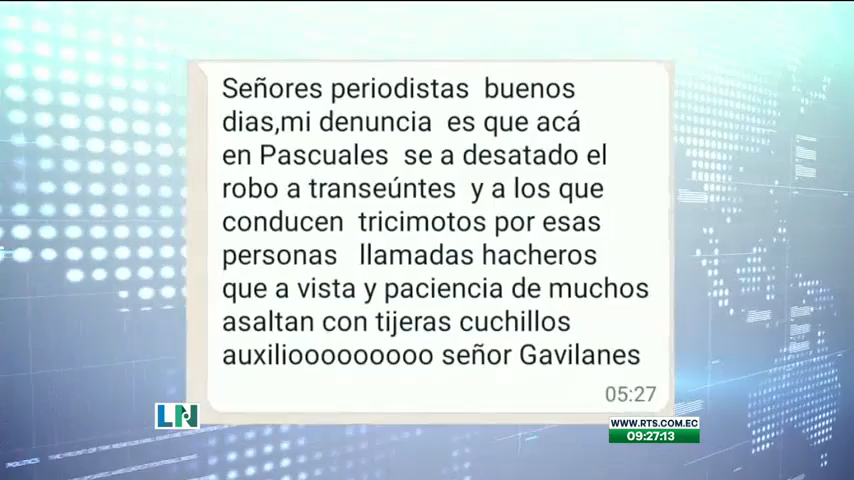 Señores periodistas buenos
días,mi denuncia es que acá
en Pascuales se a desatado el
robo a transeúntes y a los que
conducen tricimotos por esas
personas llamadas hacheros
que a vista y paciencia de muchos
asaltan con tijeras cuchillos
auxiliooooooooo señor Gavilanes
05:27
LN
WWW.RTS.COM.EC
09:27:13